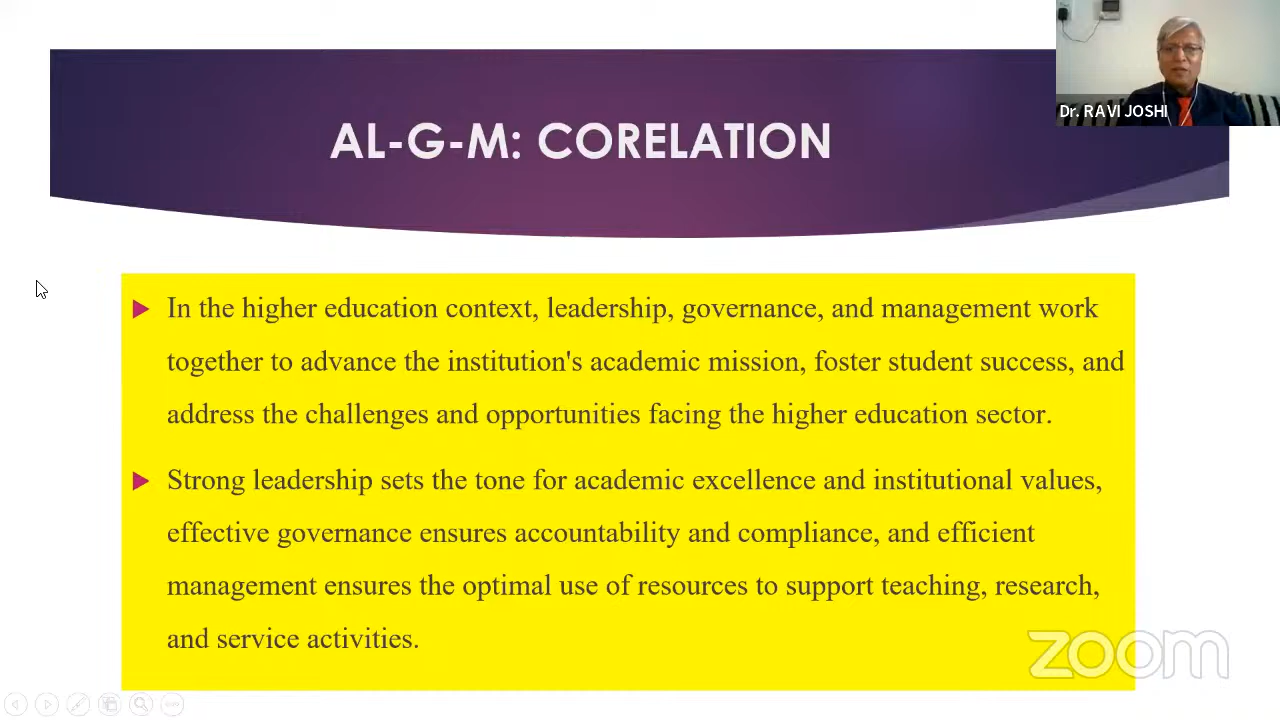 Dr. RAVI JOSHI
AL-G-M: CORELATION
In the higher education context, leadership, governance, and management work
together to advance the institution's academic mission, foster student success, and
address the challenges and opportunities facing the higher education sector.
Strong leadership sets the tone for academic excellence and institutional values,
effective governance ensures accountability and compliance, and efficient
management ensures the optimal use of resources to support teaching, research,
and service activities.
zoom